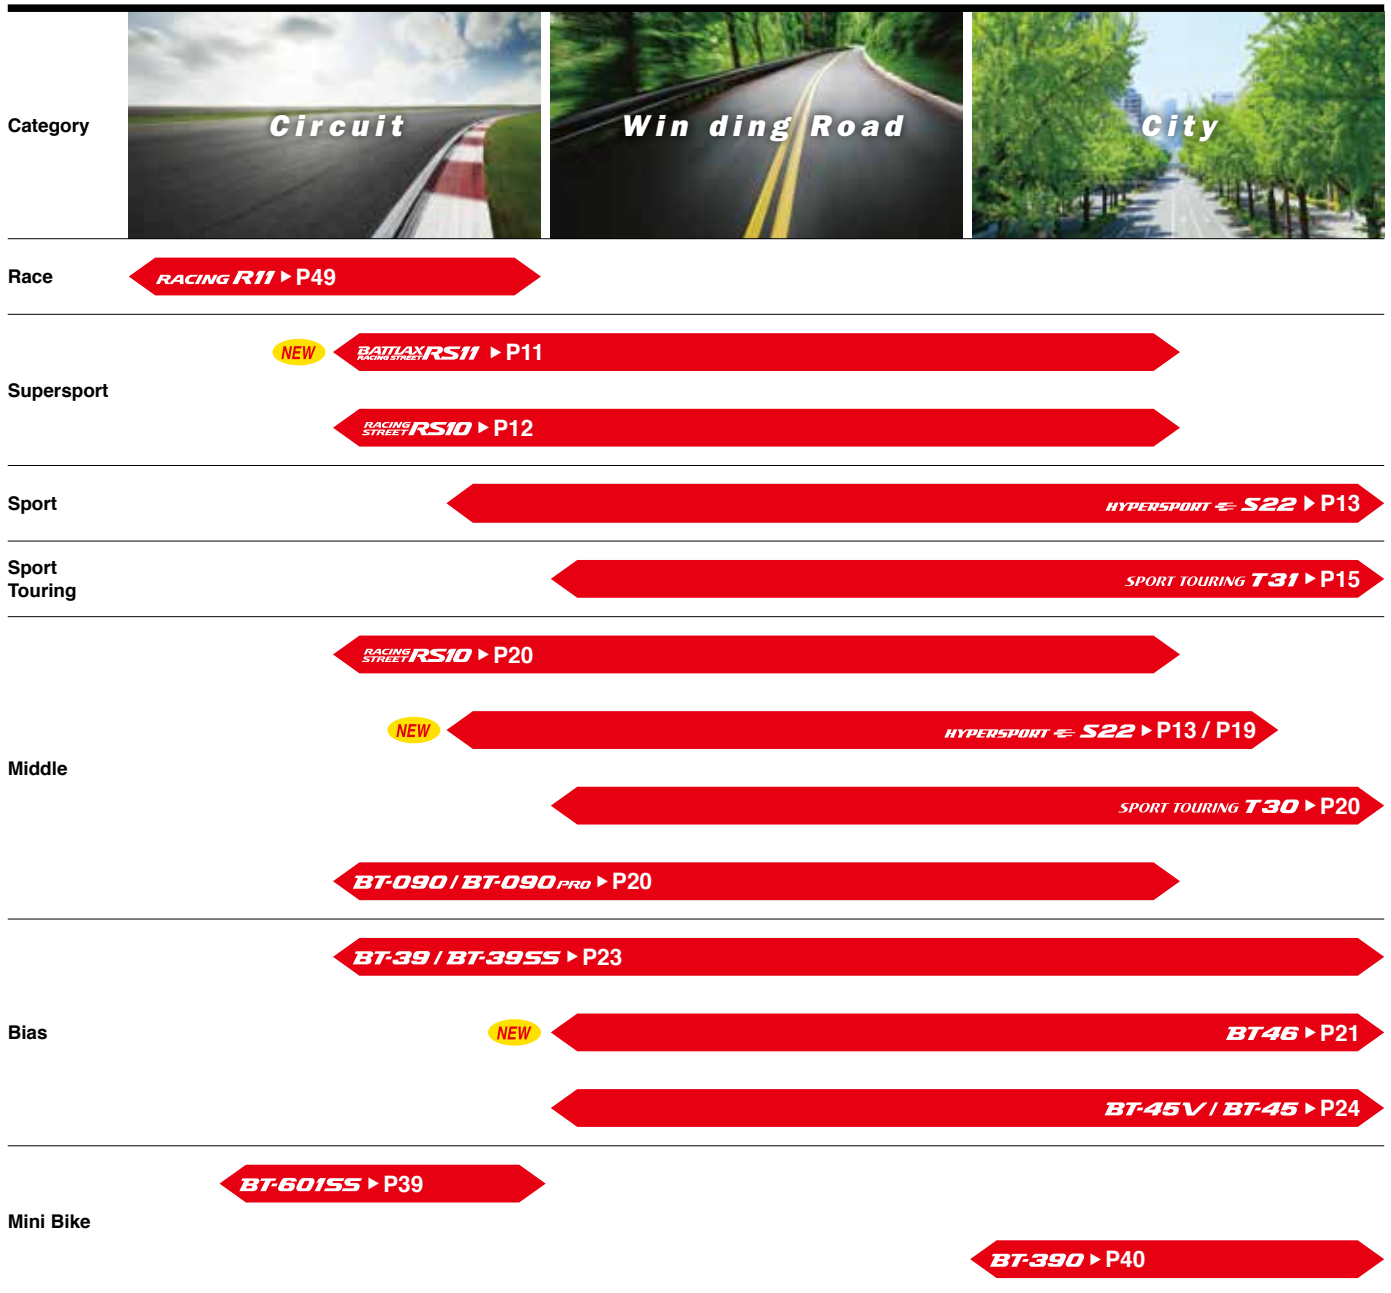 Category
Circuit
Win ding Road
City
Race
RACING R11 ▶ P49
Supersport
NEW
BATTLAX RACING STREET RS11 ▶ P11
RACING STREET RS10 ▶ P12
Sport
HYPERSPORT S22 ▶ P13
Sport
Touring
SPORT TOURING T31 ▶ P15
Middle
RACING STREET RS10 ▶ P20
NEW
HYPERSPORT S22 ▶ P13 / P19
SPORT TOURING T30 ▶ P20
BT-090 / BT-090 PRO ▶ P20
Bias
BT-39 / BT-39SS ▶ P23
NEW
BT46 ▶ P21
BT-45V / BT-45 ▶ P24
Mini Bike
BT-601SS ▶ P39
BT-390 ▶ P40